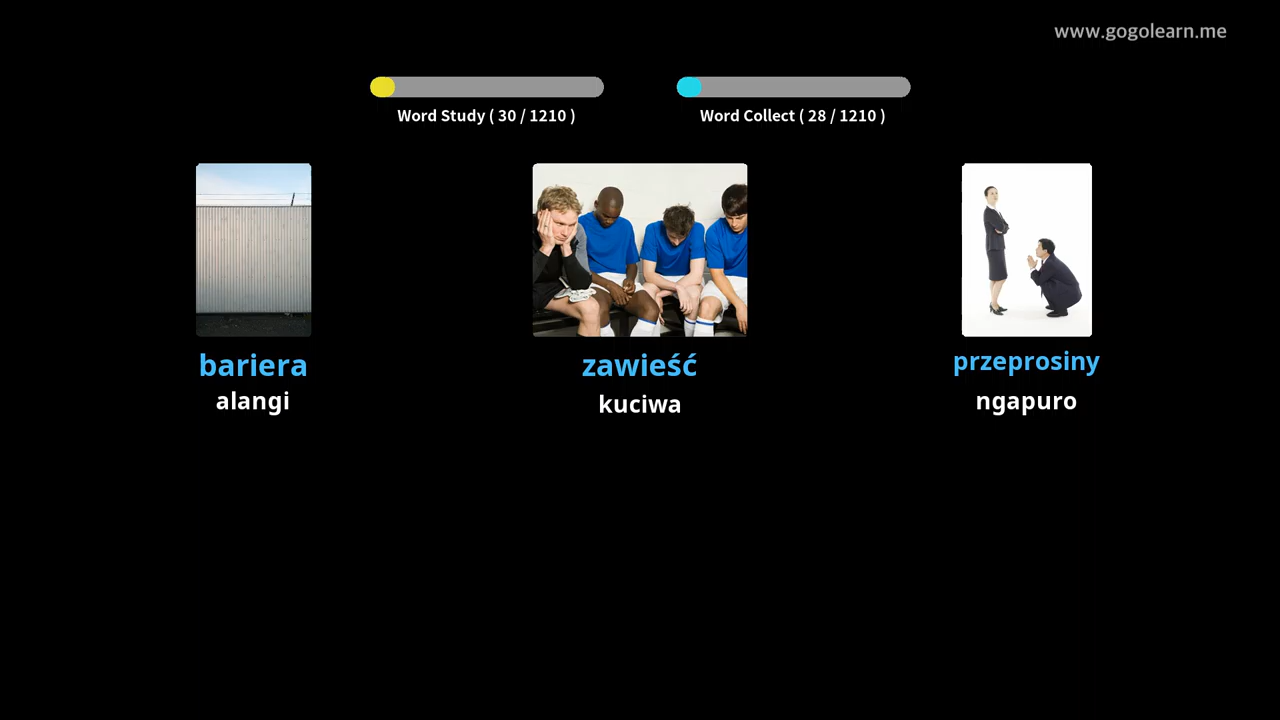 www.gogolearn.me
Word Study ( 30 / 1210 )
Word Collect ( 28 / 1210 )
bariera
alangi
zawieść
kuciwa
przeprosiny
ngapuro